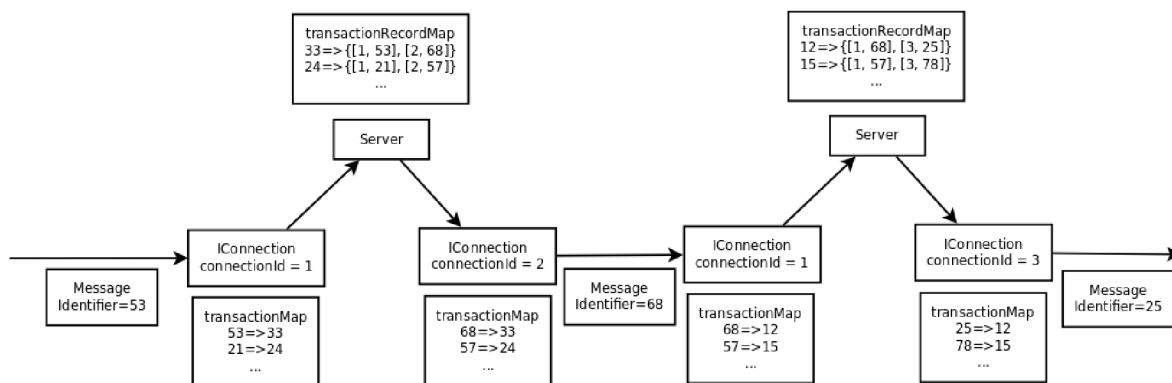 transactionRecordMap
33=>{[1, 53], [2, 68]}
24=>{[1, 21], [2, 57]}
...
transactionRecordMap
12=>{[1, 68], [3, 25]}
15=>{[1, 57], [3, 78]}
...
Server
Server
IConnection
connectionId = 1
IConnection
connectionId = 2
IConnection
connectionId = 1
IConnection
connectionId = 3
Message
Identifier=53
Message
Identifier=68
Message
Identifier=25
transactionMap
53=>33
21=>24
...
transactionMap
68=>33
57=>24
...
transactionMap
68=>12
57=>15
...
transactionMap
25=>12
78=>15
...